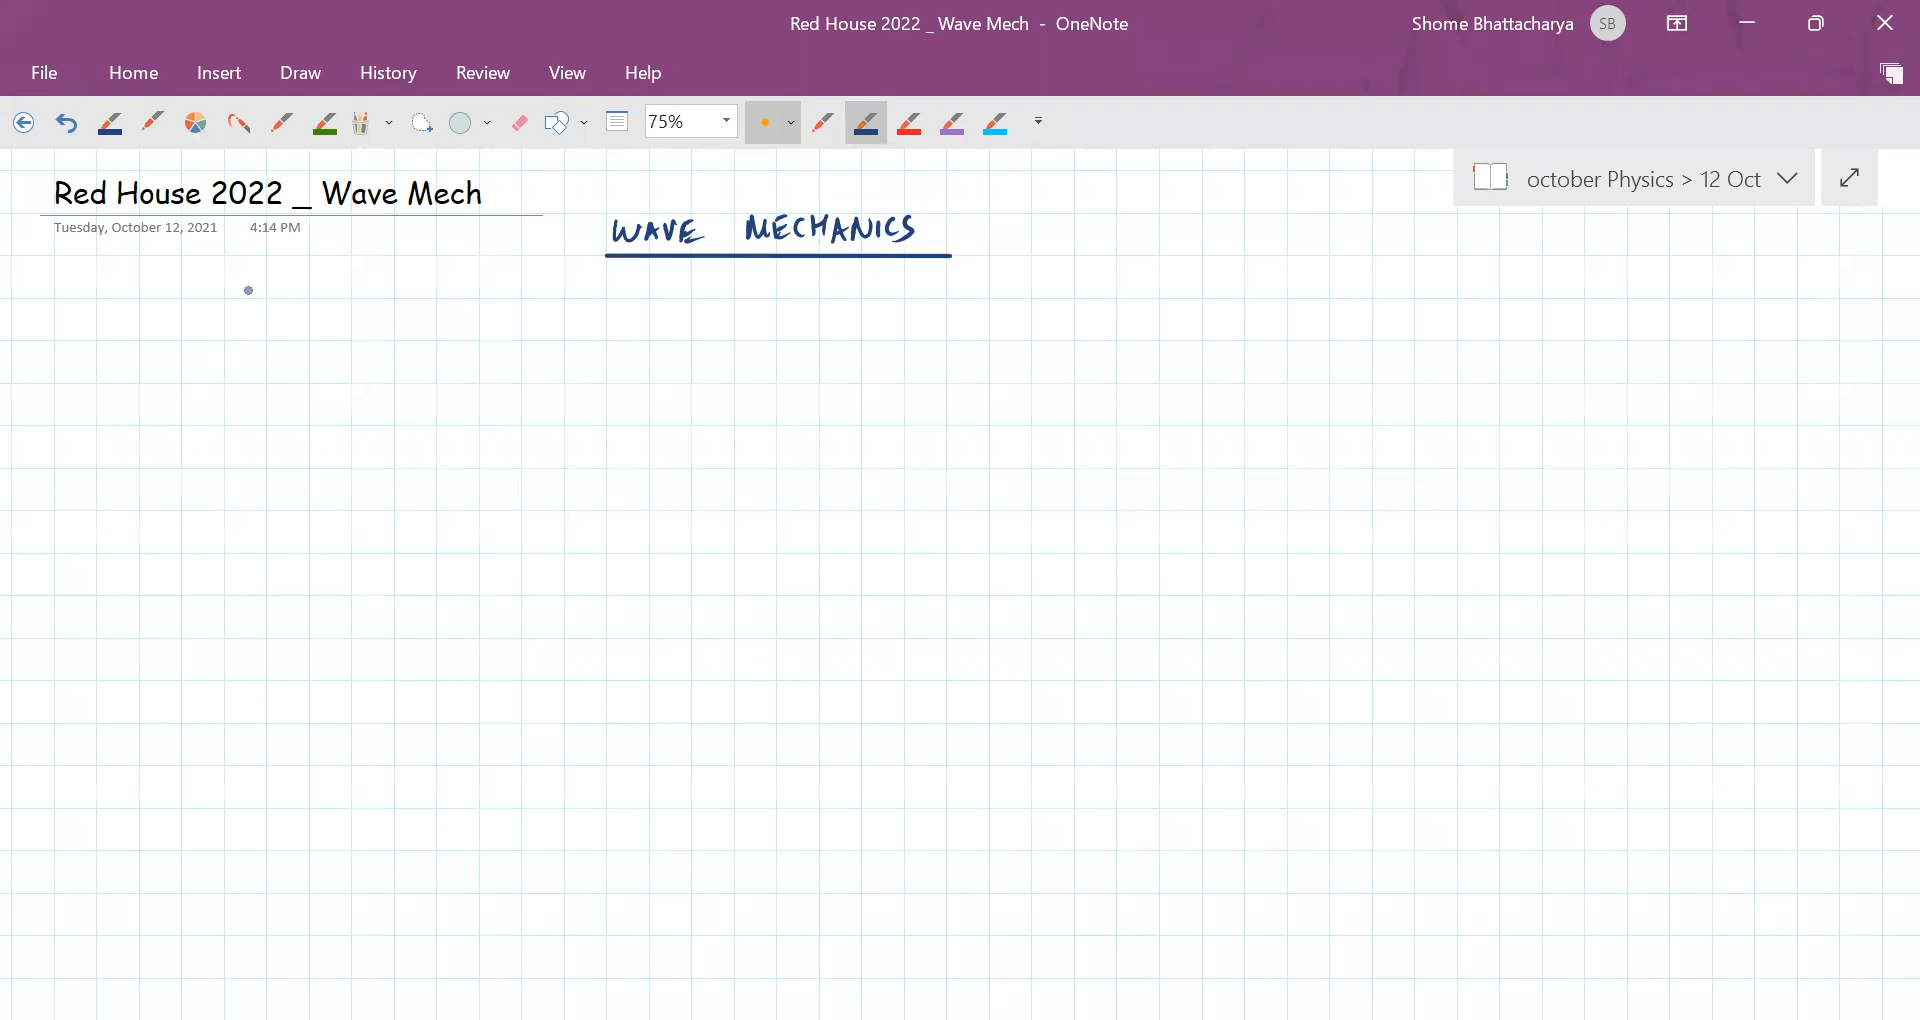 Red House 2022 _ Wave Mech - OneNote
Shome Bhattacharya SB
File Home Insert Draw History Review View Help
75%
october Physics > 12 Oct
Red House 2022 _ Wave Mech
Tuesday, October 12, 2021 4:14 PM
WAVE MECHANICS